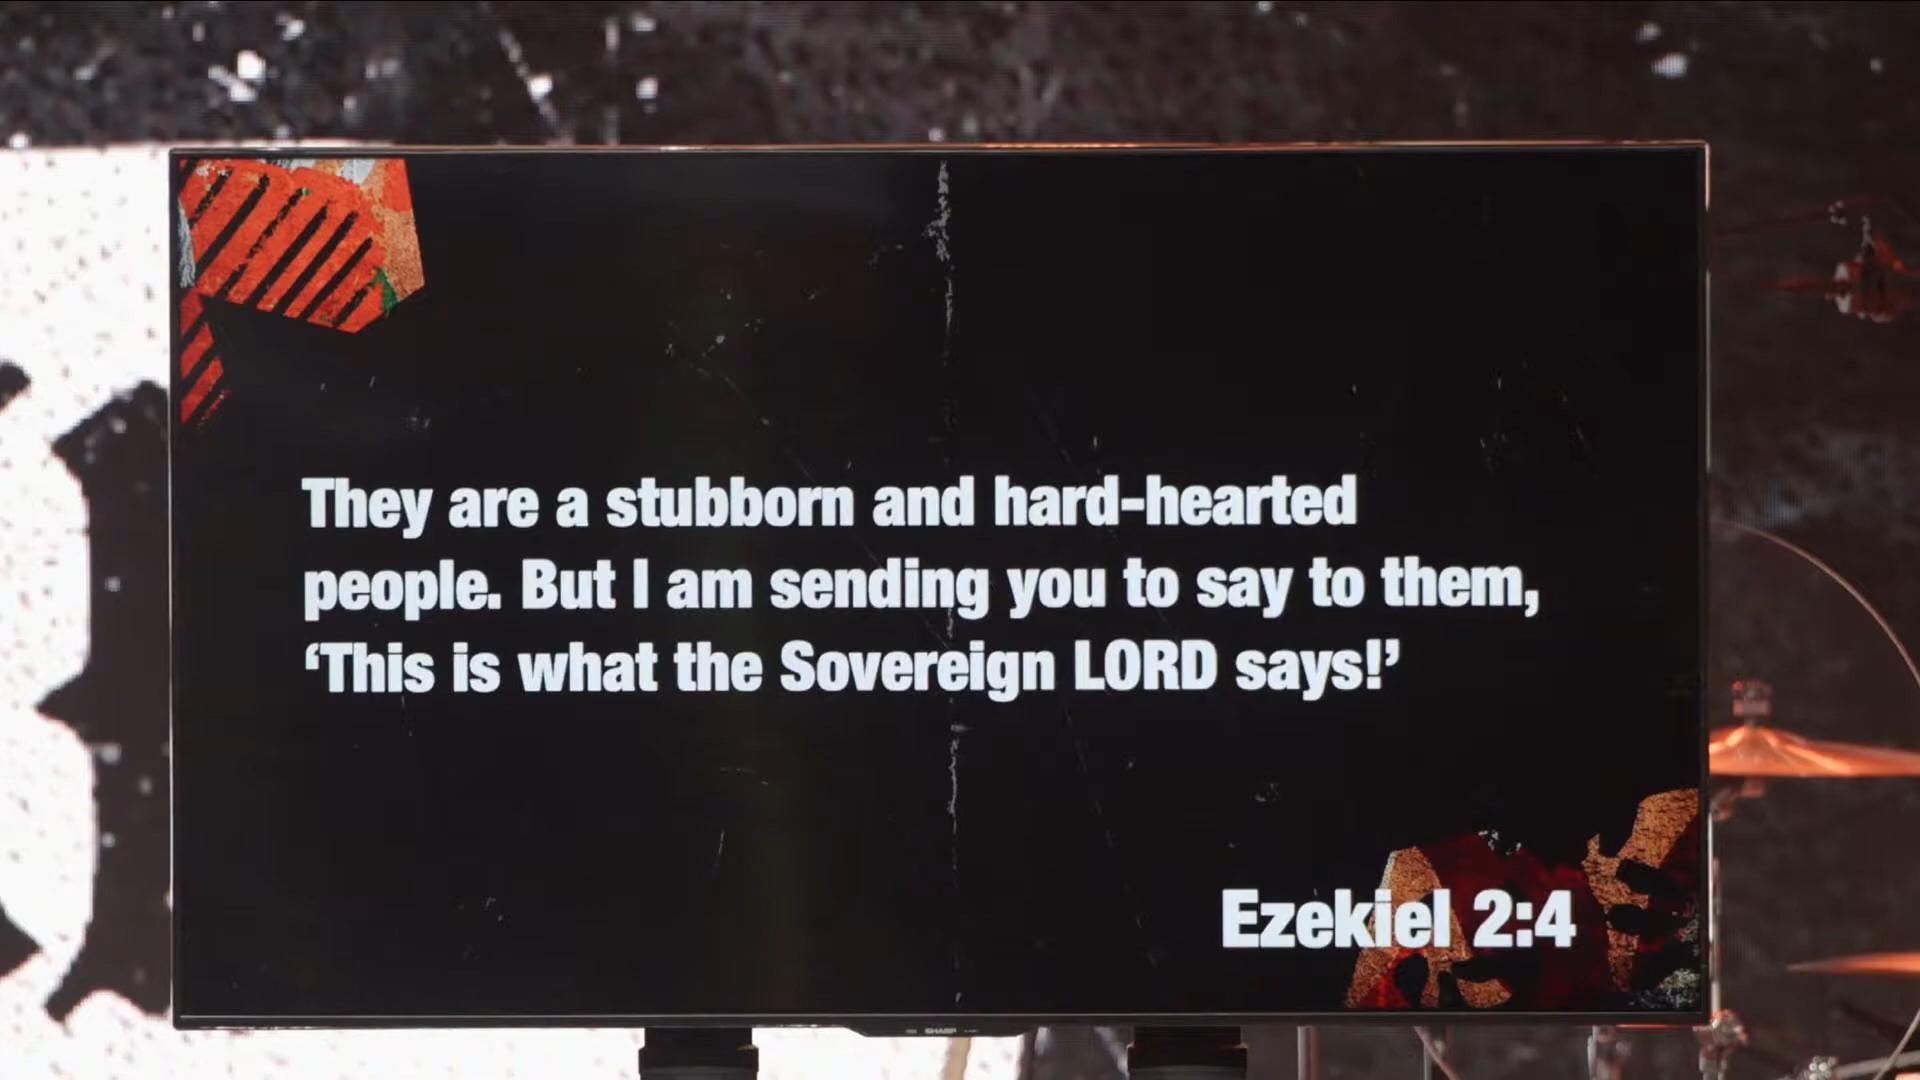 They are a stubborn and hard-hearted
people. But I am sending you to say to them,
‘This is what the Sovereign LORD says!’
Ezekiel 2:4
SHARP